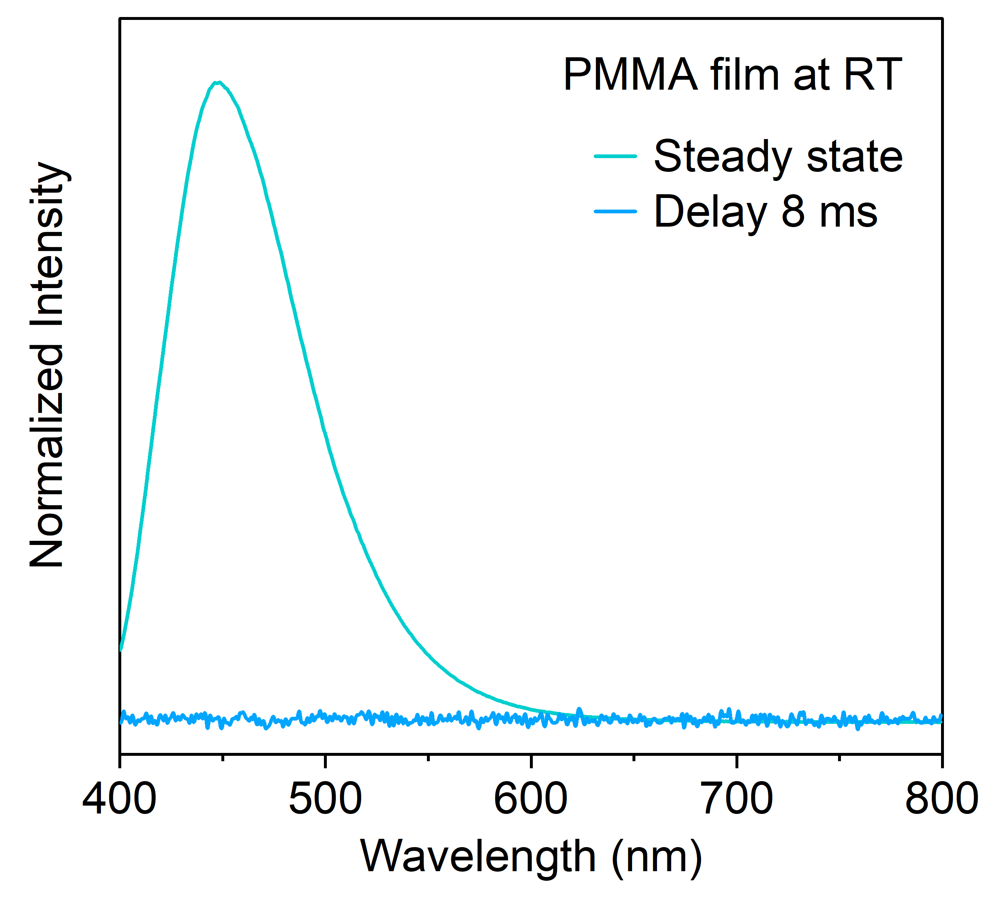 PMMA film at RT
Steady state
Delay 8 ms
Normalized Intensity
400 500 600 700 800
Wavelength (nm)